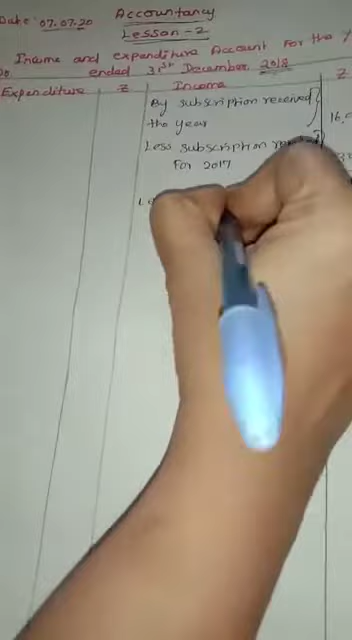 Date: 07.07.20 Accountancy
Lesson-2
Income and expenditure Account For the y
ended 31st December 2018
Expenditure ₹ Income ₹
By subscription received
the year 16,
Less subscription
For 2017